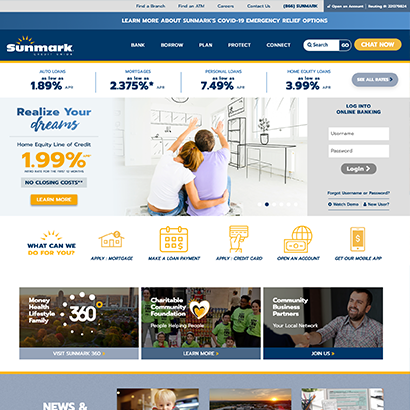 Find a Branch
Find an ATM
Contact Us
(866) SUNMARK
Open an Account
Routing # 221379824
LEARN MORE ABOUT SUNMARK'S COVID-19 EMERGENCY RELIEF OPTIONS
Sunmark
CREDIT UNION
BANK
BORROW
PLAN
PROTECT
CONNECT
Search
GO
CHAT NOW
AUTO LOANS
as low as
1.89% APR
MORTGAGES
as low as
2.375%* APR
PERSONAL LOANS
as low as
7.49% APR
HOME EQUITY LOANS
as low as
3.99% APR
SEE ALL RATES
Realize Your
dreams
Home Equity Line of Credit
1.99%
INTRO RATE FOR THE FIRST 12 MONTHS
NO CLOSING COSTS**
LEARN MORE
LOG INTO
ONLINE BANKING
Username
Password
Login
Forgot Username or Password?
Watch Demo
New User?
WHAT CAN WE
DO FOR YOU?
APPLY : MORTGAGE
MAKE A LOAN PAYMENT
APPLY : CREDIT CARD
OPEN AN ACCOUNT
GET OUR MOBILE APP
Money
Health
Lifestyle
Family
360°
VISIT SUNMARK 360 >
Charitable
Community
Foundation
People Helping People
LEARN MORE >
Community
Business
Partners
Your Local Network
JOIN US >
NEWS &